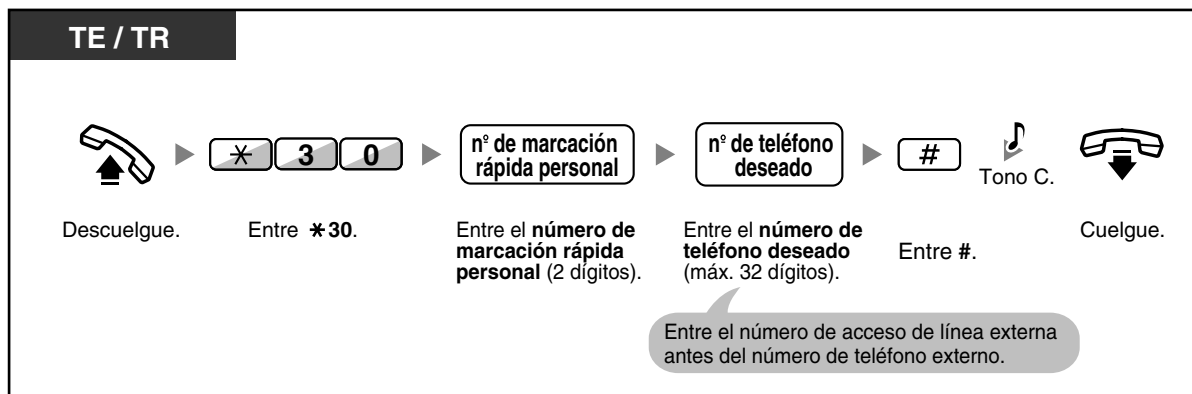 TE / TR
✳ 3 0
nº de marcación
rápida personal
nº de teléfono
deseado
#
Tono C.
Descuelgue.
Entre ✳30.
Entre el número de
marcación rápida
personal (2 dígitos).
Entre el número de
teléfono deseado
(máx. 32 dígitos).
Entre #.
Cuelgue.
Entre el número de acceso de línea externa
antes del número de teléfono externo.